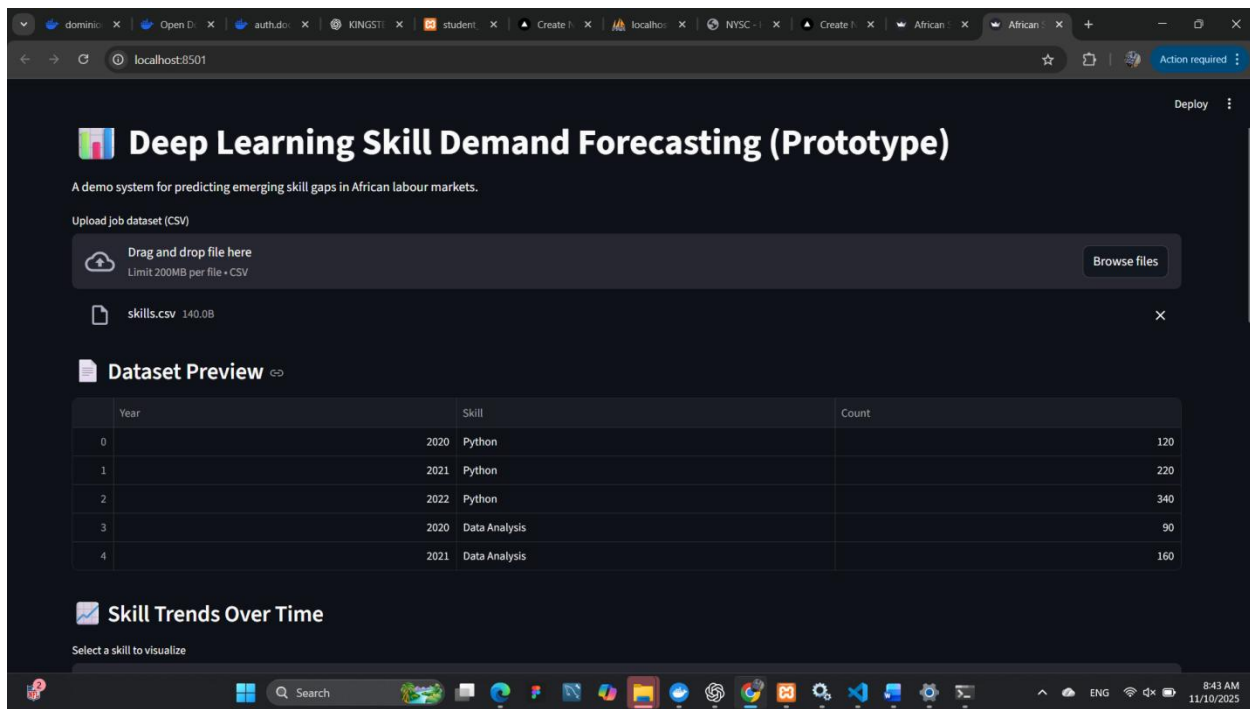 dominic
Open D
auth.do
KINGST
student_
Create N
localhos
NYSC -
Create N
African
African
localhost:8501
Action required
Deploy
Deep Learning Skill Demand Forecasting (Prototype)
A demo system for predicting emerging skill gaps in African labour markets.
Upload job dataset (CSV)
Drag and drop file here
Limit 200MB per file • CSV
Browse files
skills.csv 140.0B
Dataset Preview
Year Skill Count
0 2020 Python 120
1 2021 Python 220
2 2022 Python 340
3 2020 Data Analysis 90
4 2021 Data Analysis 160
Skill Trends Over Time
Select a skill to visualize
2
Search
ENG
8:43 AM
11/10/2025